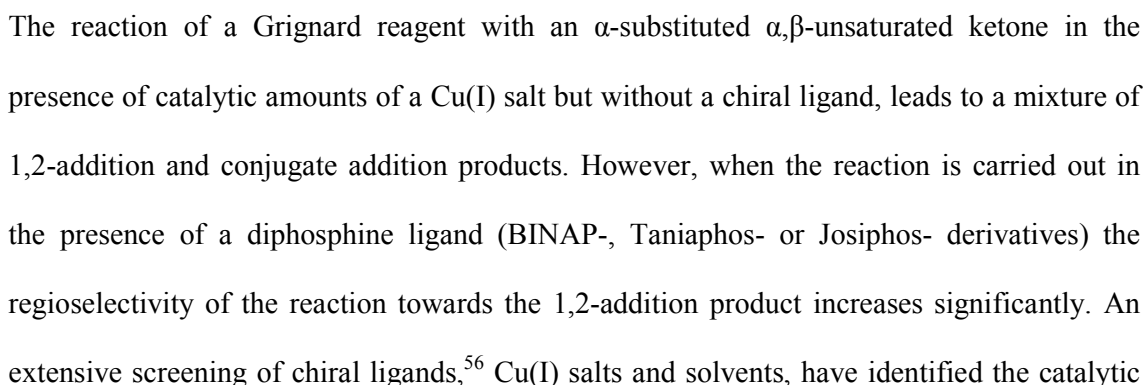 The reaction of a Grignard reagent with an α-substituted α,β-unsaturated ketone in the
presence of catalytic amounts of a Cu(I) salt but without a chiral ligand, leads to a mixture of
1,2-addition and conjugate addition products. However, when the reaction is carried out in
the presence of a diphosphine ligand (BINAP-, Taniaphos- or Josiphos- derivatives) the
regioselectivity of the reaction towards the 1,2-addition product increases significantly. An
extensive screening of chiral ligands,⁵⁶ Cu(I) salts and solvents, have identified the catalytic